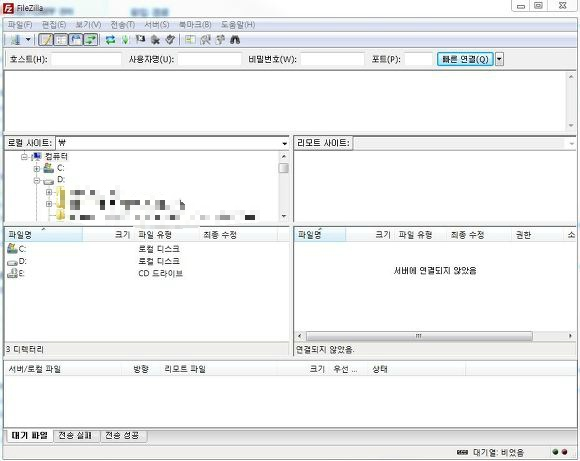 FileZilla
파일(F) 편집(E) 보기(V) 전송(T) 서버(S) 북마크(B) 도움말(H)
호스트(H): 사용자명(U): 비밀번호(W): 포트(P): 빠른 연결(Q)
로컬 사이트: ₩ 리모트 사이트:
컴퓨터
C:
D:
파일명 크기 파일 유형 최종 수정
C: 로컬 디스크
D: 로컬 디스크
E: CD 드라이브
3 디렉터리
파일명 크기 파일 유형 최종 수정 권한 소
서버에 연결되지 않았음
연결되지 않았음.
서버/로컬 파일 방향 리모트 파일 크기 우선 ... 상태
대기 파일 전송 실패 전송 성공
대기열: 비었음